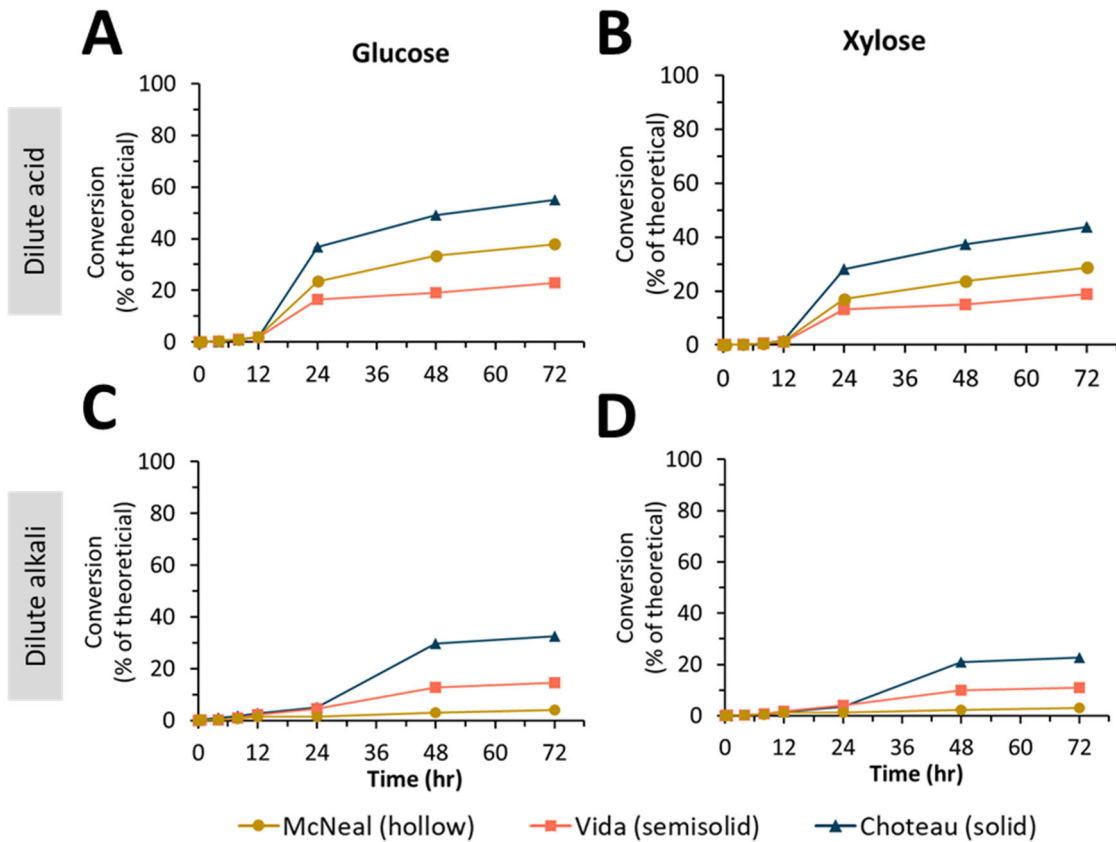 A
Glucose
B
Xylose
Dilute acid
Conversion
(% of theoreticial)
100
80
60
40
20
0
0 12 24 36 48 60 72
Conversion
(% of theoretical)
100
80
60
40
20
0
0 12 24 36 48 60 72
C
D
Dilute alkali
Conversion
(% of theoreticial)
100
80
60
40
20
0
0 12 24 36 48 60 72
Time (hr)
Conversion
(% of theoretical)
100
80
60
40
20
0
0 12 24 36 48 60 72
Time (hr)
McNeal (hollow) Vida (semisolid) Choteau (solid)